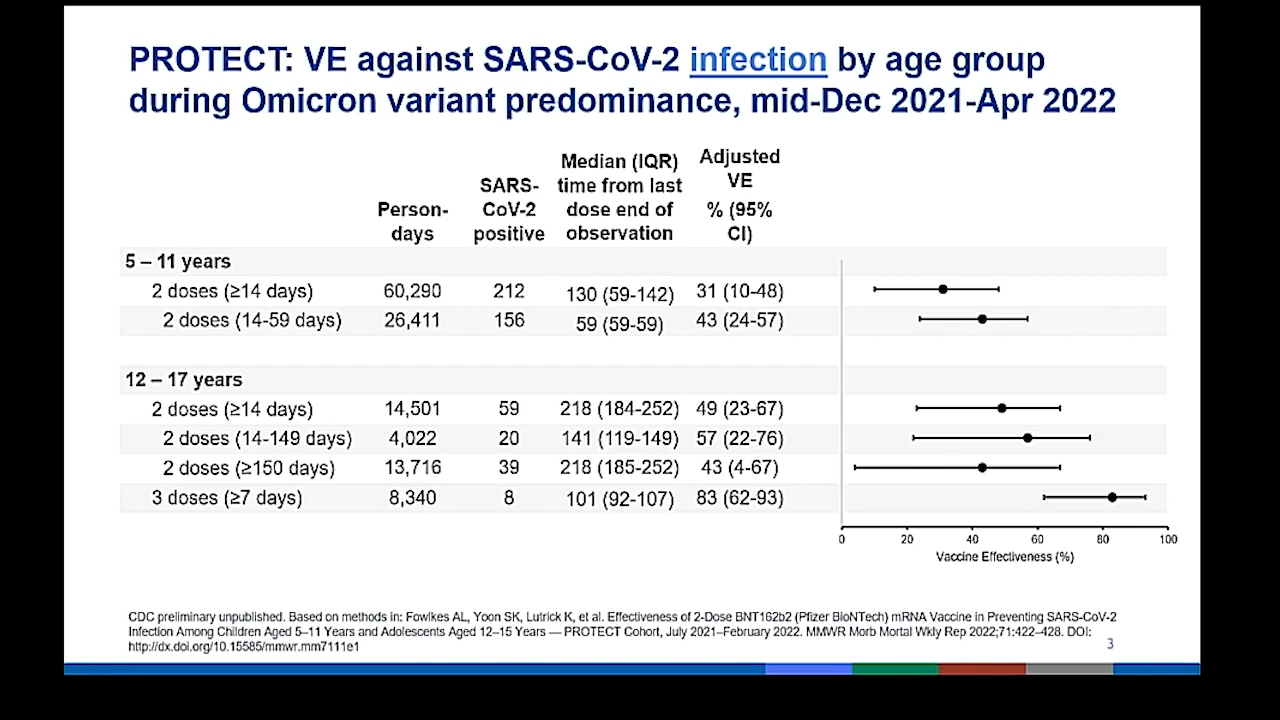 PROTECT: VE against SARS-CoV-2 infection by age group
during Omicron variant predominance, mid-Dec 2021-Apr 2022
Person-
days
SARS-
CoV-2
positive
Median (IQR)
time from last
dose end of
observation
Adjusted
VE
% (95%
CI)
5 – 11 years
2 doses (≥14 days) 60,290 212 130 (59-142) 31 (10-48)
2 doses (14-59 days) 26,411 156 59 (59-59) 43 (24-57)
12 – 17 years
2 doses (≥14 days) 14,501 59 218 (184-252) 49 (23-67)
2 doses (14-149 days) 4,022 20 141 (119-149) 57 (22-76)
2 doses (≥150 days) 13,716 39 218 (185-252) 43 (4-67)
3 doses (≥7 days) 8,340 8 101 (92-107) 83 (62-93)
0 20 40 60 80 100
Vaccine Effectiveness (%)
CDC preliminary unpublished. Based on methods in: Fowlkes AL, Yoon SK, Lutrick K, et al. Effectiveness of 2-Dose BNT162b2 (Pfizer BioNTech) mRNA Vaccine in Preventing SARS-CoV-2
Infection Among Children Aged 5–11 Years and Adolescents Aged 12–15 Years — PROTECT Cohort, July 2021–February 2022. MMWR Morb Mortal Wkly Rep 2022;71:422–428. DOI:
http://dx.doi.org/10.15585/mmwr.mm7111e1
3